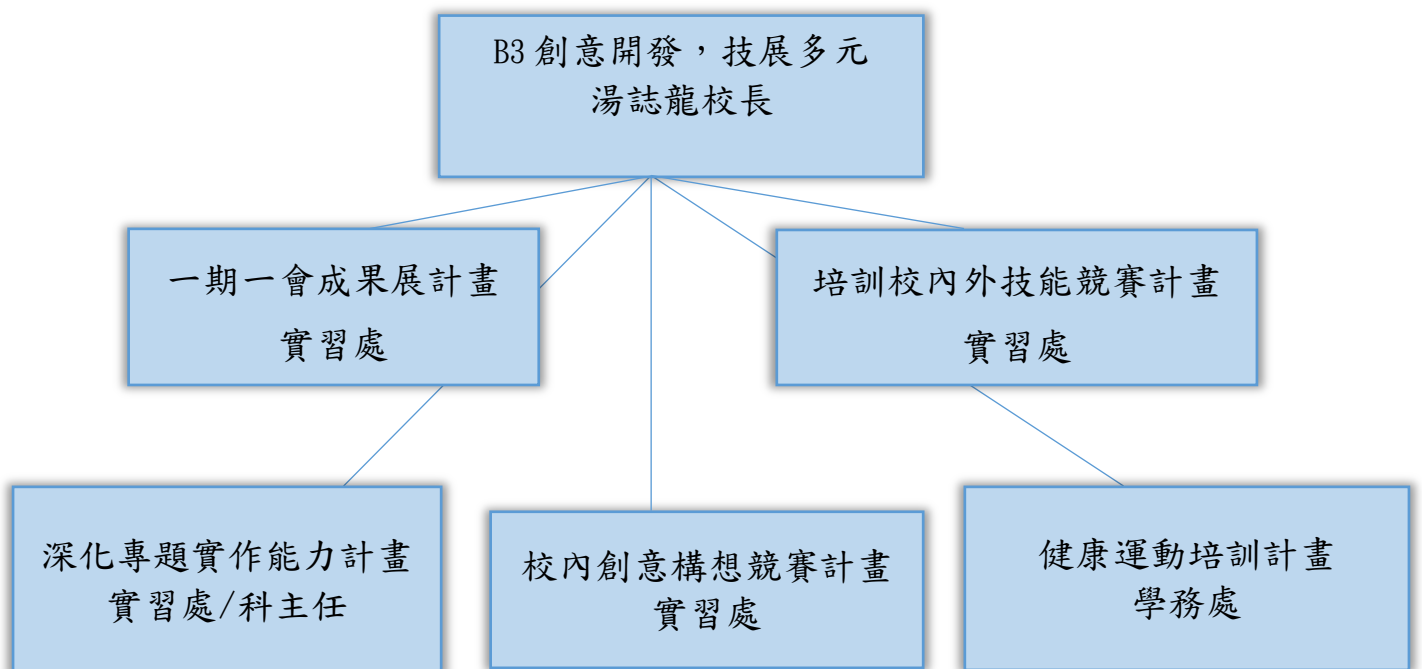 B3 創意開發，技展多元
湯誌龍校長
一期一會成果展計畫
實習處
培訓校內外技能競賽計畫
實習處
深化專題實作能力計畫
實習處/科主任
校內創意構想競賽計畫
實習處
健康運動培訓計畫
學務處